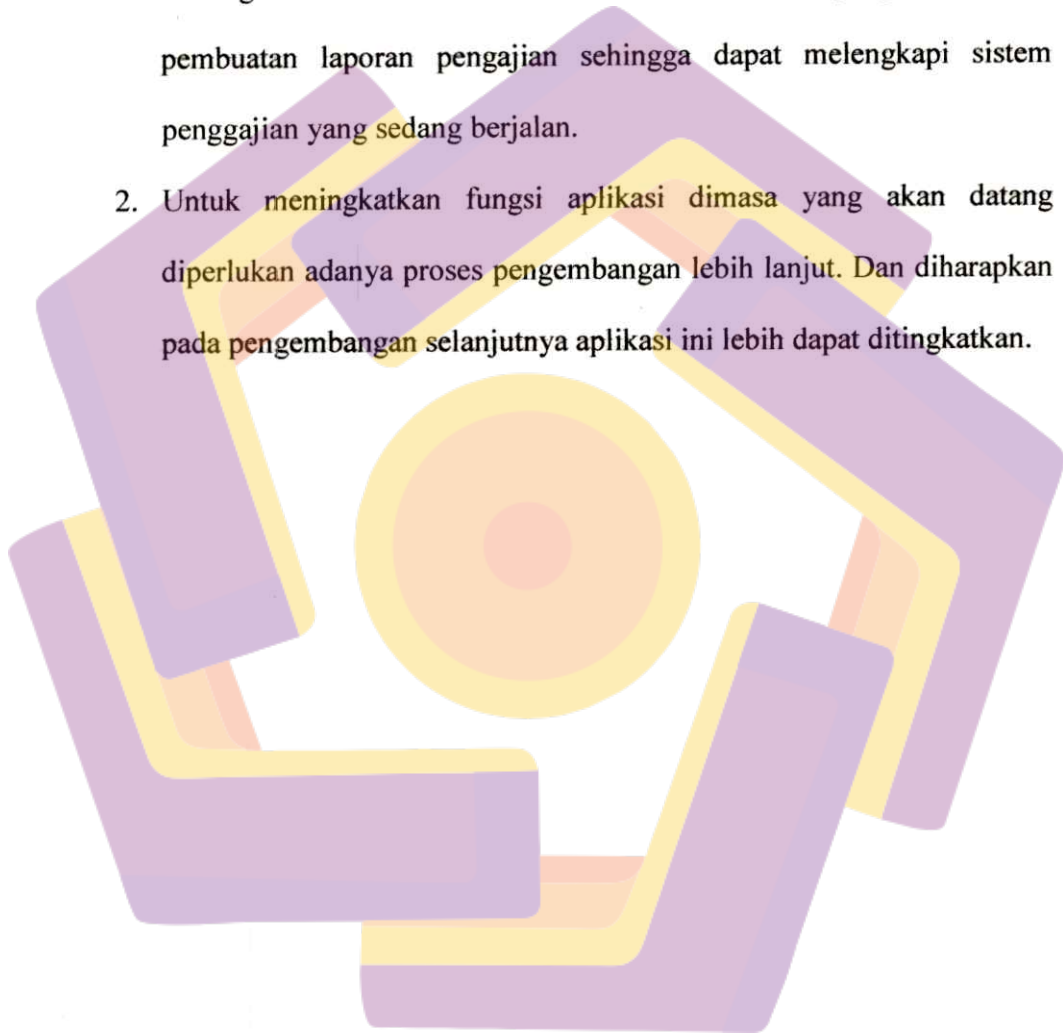 pembuatan laporan pengajian sehingga dapat melengkapi sistem
penggajian yang sedang berjalan.
2. Untuk meningkatkan fungsi aplikasi dimasa yang akan datang
diperlukan adanya proses pengembangan lebih lanjut. Dan diharapkan
pada pengembangan selanjutnya aplikasi ini lebih dapat ditingkatkan.